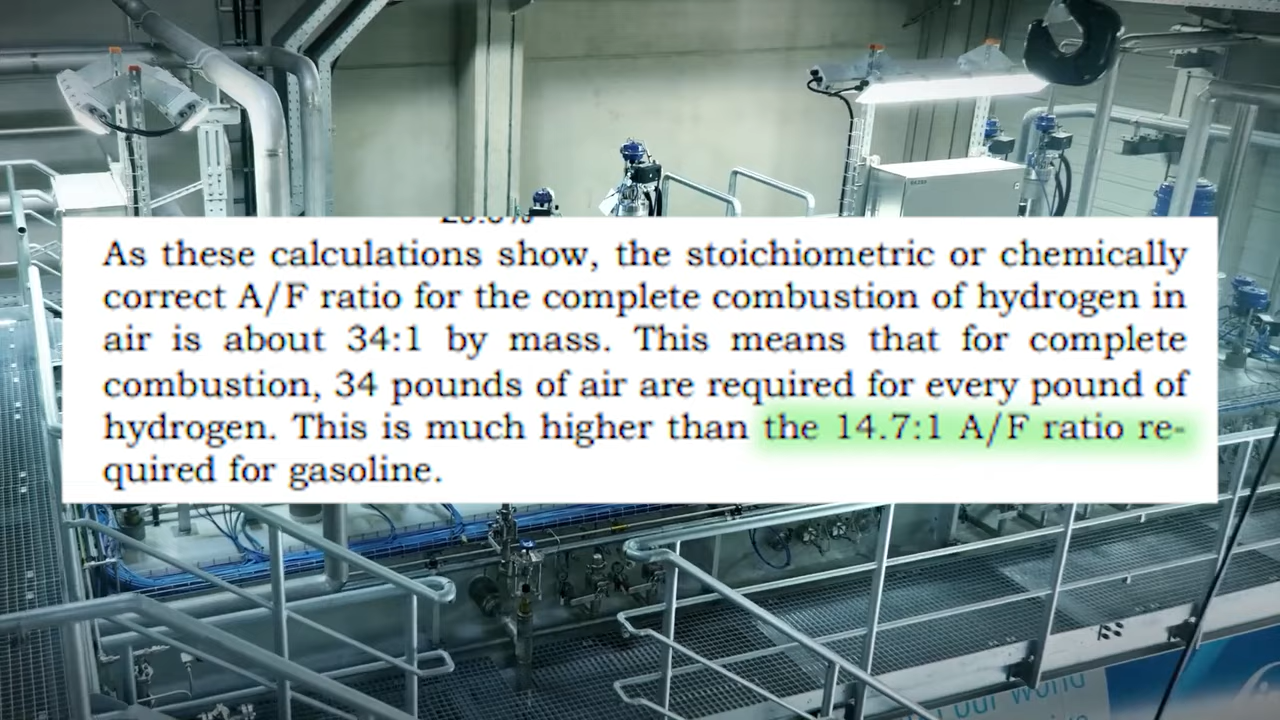 As these calculations show, the stoichiometric or chemically
correct A/F ratio for the complete combustion of hydrogen in
air is about 34:1 by mass. This means that for complete
combustion, 34 pounds of air are required for every pound of
hydrogen. This is much higher than the 14.7:1 A/F ratio re-
quired for gasoline.
our world